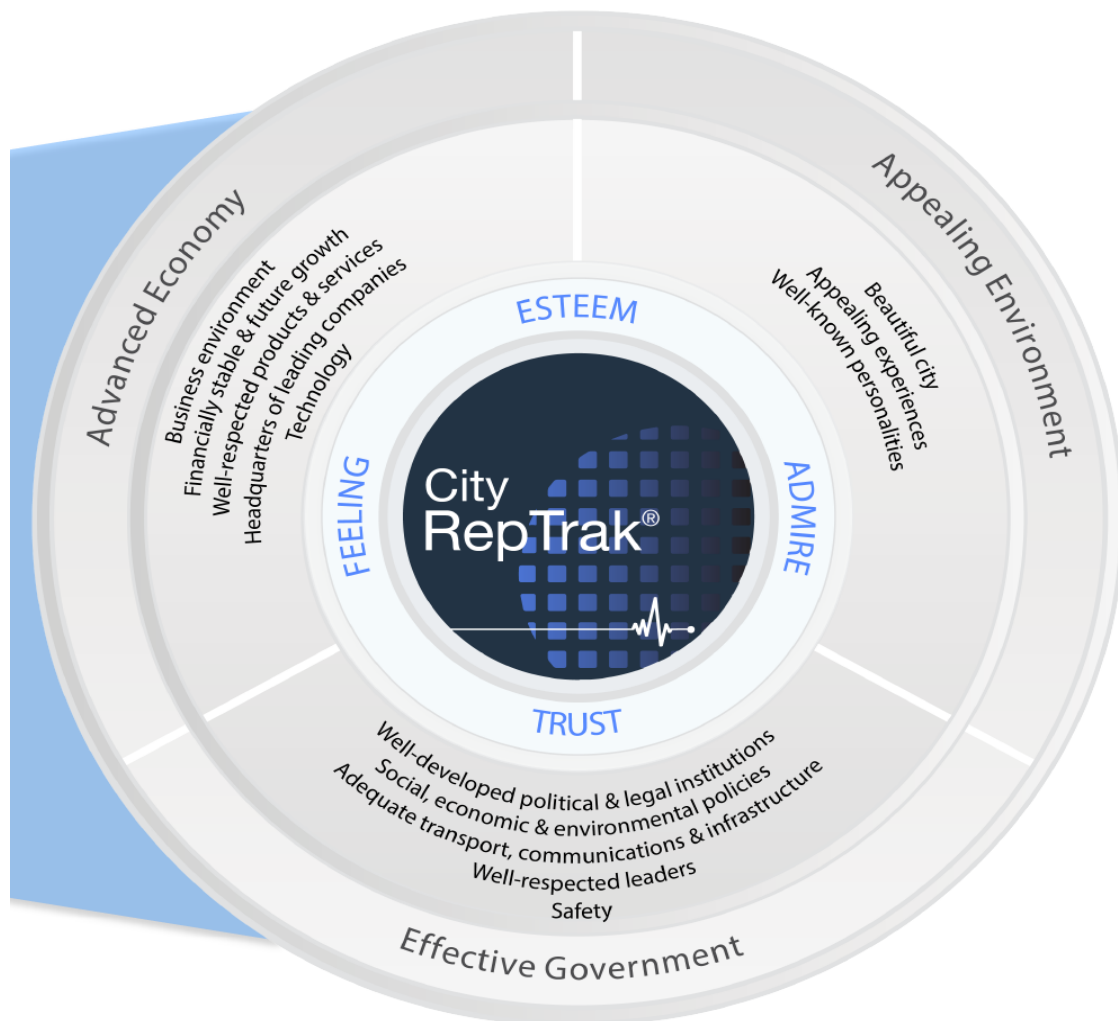 Advanced Economy
Business environment
Financially stable & future growth
Well-respected products & services
Headquarters of leading companies
Technology
Appealing Environment
Beautiful city
Appealing experiences
Well-known personalities
ESTEEM
FEELING
ADMIRE
TRUST
City
RepTrak®
Well-developed political & legal institutions
Social, economic & environmental policies
Adequate transport, communications & infrastructure
Well-respected leaders
Safety
Effective Government